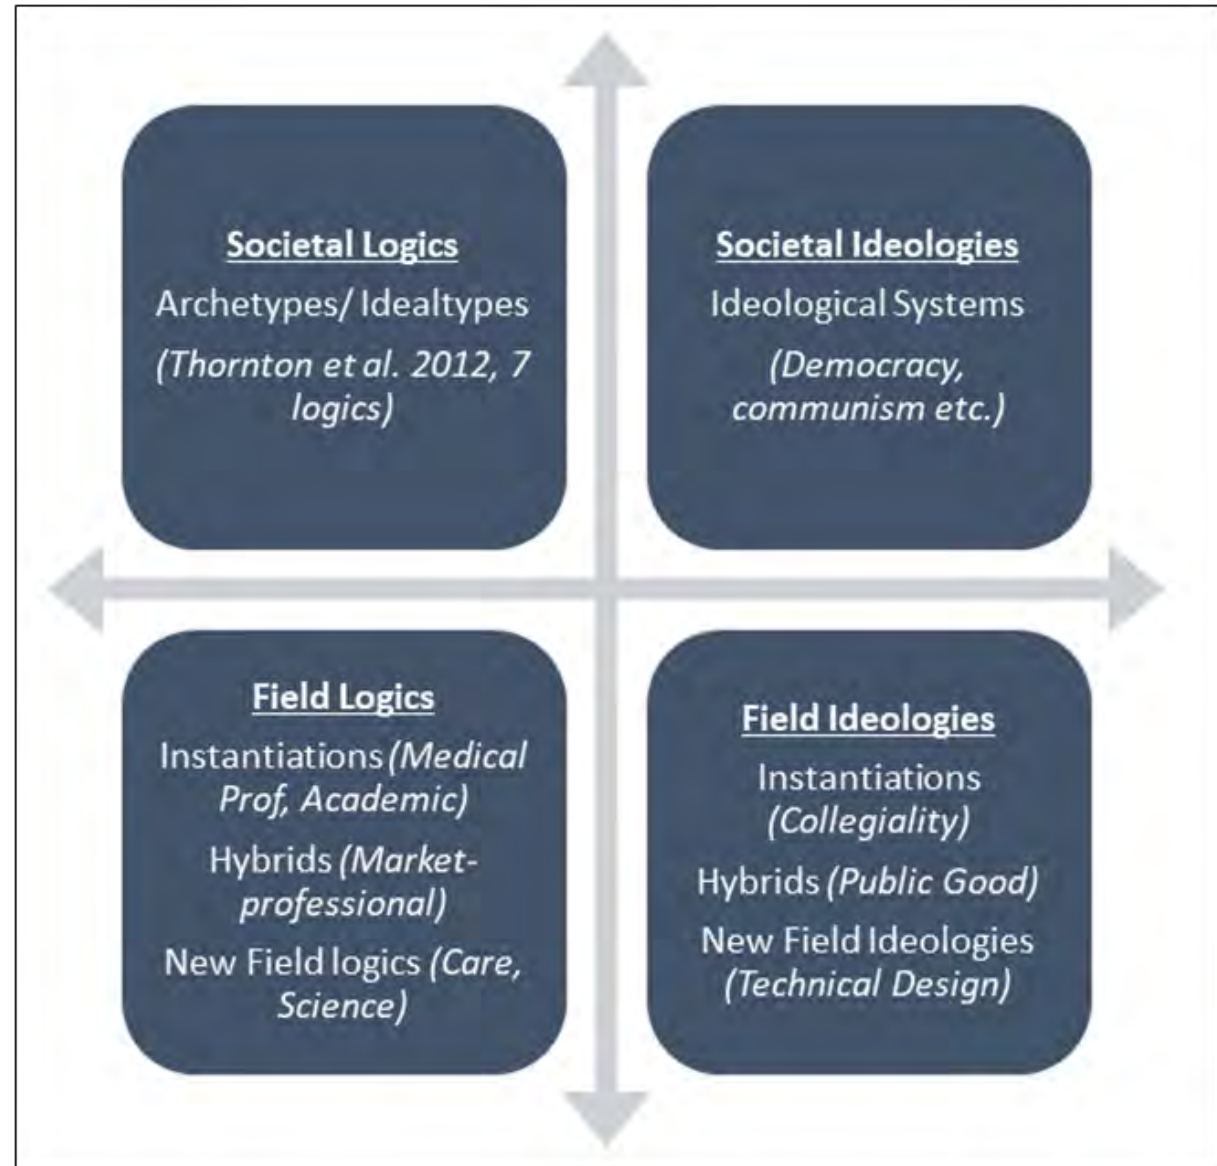 Societal Logics
Archetypes/ Idealtypes
(Thornton et al. 2012, 7
logics)
Societal Ideologies
Ideological Systems
(Democracy,
communism etc.)
Field Logics
Instantiations (Medical
Prof, Academic)
Hybrids (Market-
professional)
New Field logics (Care,
Science)
Field Ideologies
Instantiations
(Collegiality)
Hybrids (Public Good)
New Field Ideologies
(Technical Design)